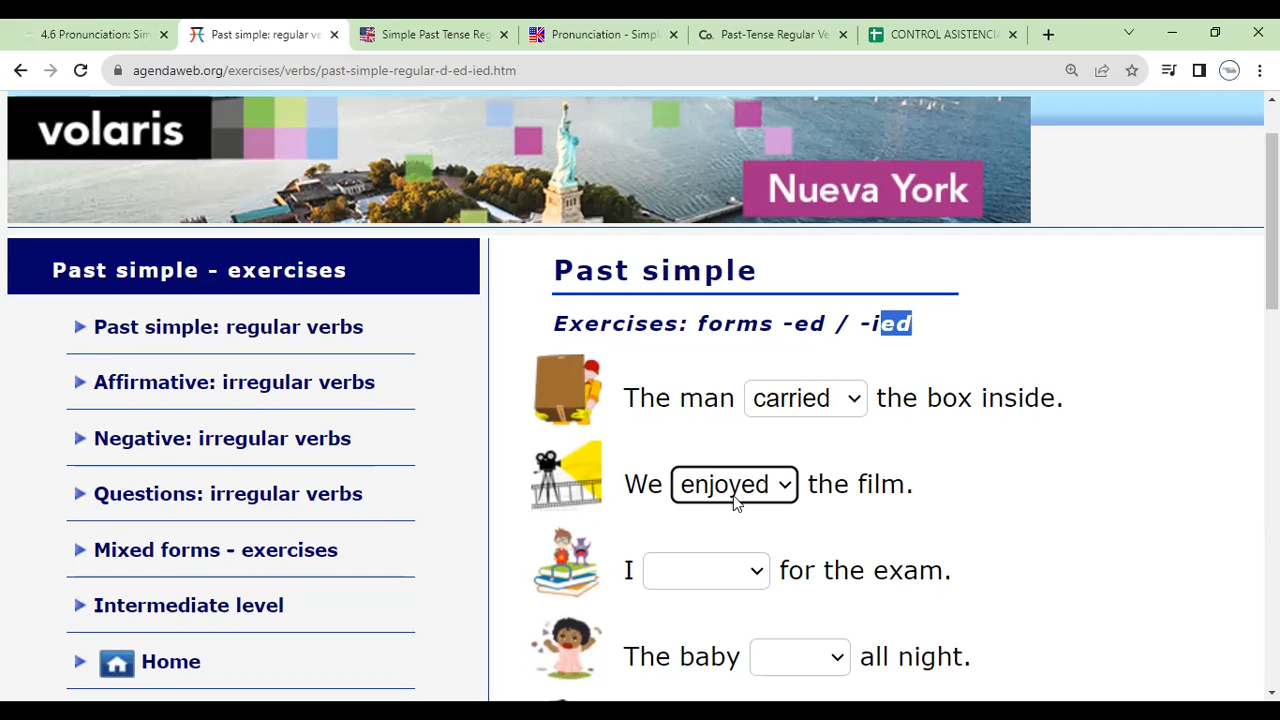 4.6 Pronunciation: Sim
Past simple: regular ve
Simple Past Tense Reg
Pronunciation - Simpl
Co. Past-Tense Regular Ve
CONTROL ASISTENCIA
agendaweb.org/exercises/verbs/past-simple-regular-d-ed-ied.htm
volaris
Nueva York
Past simple - exercises
Past simple: regular verbs
Affirmative: irregular verbs
Negative: irregular verbs
Questions: irregular verbs
Mixed forms - exercises
Intermediate level
Home
Past simple
Exercises: forms -ed / -ied
The man carried the box inside.
We enjoyed the film.
I for the exam.
The baby all night.